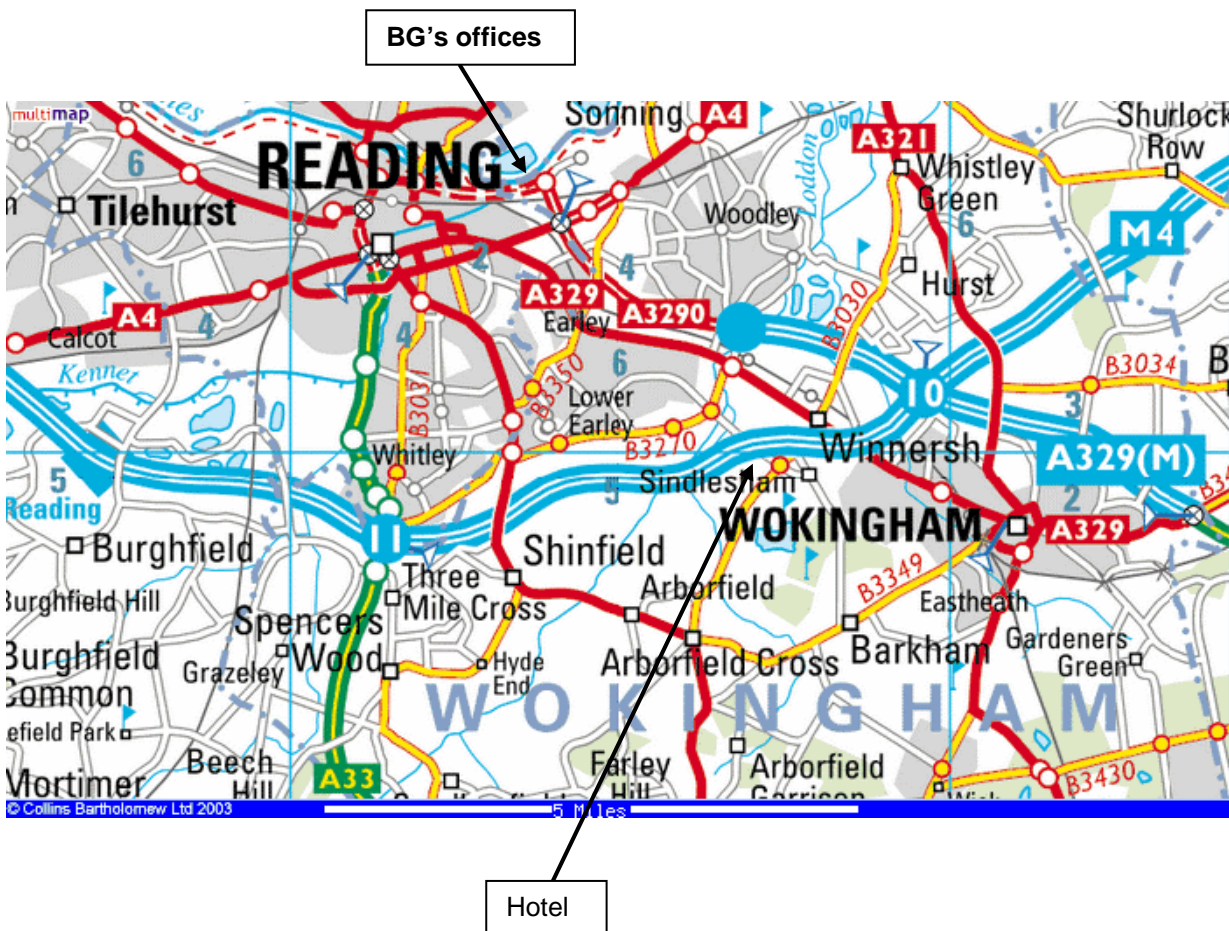 BG's offices
multimap
Sonning
A4
A321
Shurlock
Row
READING
6
Whistley
Green
Tilehurst
Woodley
Loddon
6
M4
2
4
Hurst
A329
A3290
B3030
A4
4
Earley
Calcot
4
B3031
B3350
6
10
B3034
Kennet
Lower
Earley
3
Whitley
B3270
Winnersh
A329(M)
5
5
Sindlesham
2
Reading
WOKINGHAM
A329
11
Burghfield
Shinfield
Three
Mile Cross
Arborfield
B3349
Eastheath
Burghfield Hill
Spencers
Wood
Gardeners
Green
Burghfield
Common
Grazeley
Hyde
End
Arborfield Cross
Barkham
WOKINGHAM
efield Park
Mortimer
Beech
Hill
A33
Farley
Hill
Arborfield
Garrison
B3430
© Collins Bartholomew Ltd 2003
5 Miles
Hotel